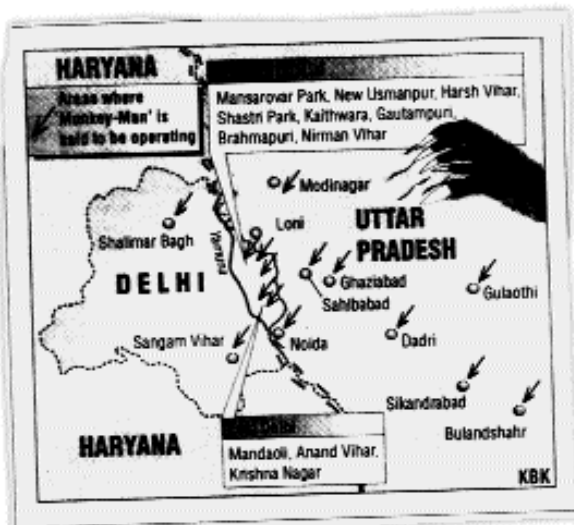 HARYANA
Areas where
'Monkey-Man' is
said to be operating
Mansarovar Park, New Usmanpur, Harsh Vihar,
Shastri Park, Kaithwara, Gautampuri,
Brahmapuri, Nirman Vihar
Modinagar
Loni
UTTAR
PRADESH
Shalimar Bagh
Yamuna
DELHI
Ghaziabad
Sahibabad
Gulaothi
Sangam Vihar
Noida
Dadri
Sikandrabad
Bulandshahr
HARYANA
Mandaoli, Anand Vihar,
Krishna Nagar
KBK